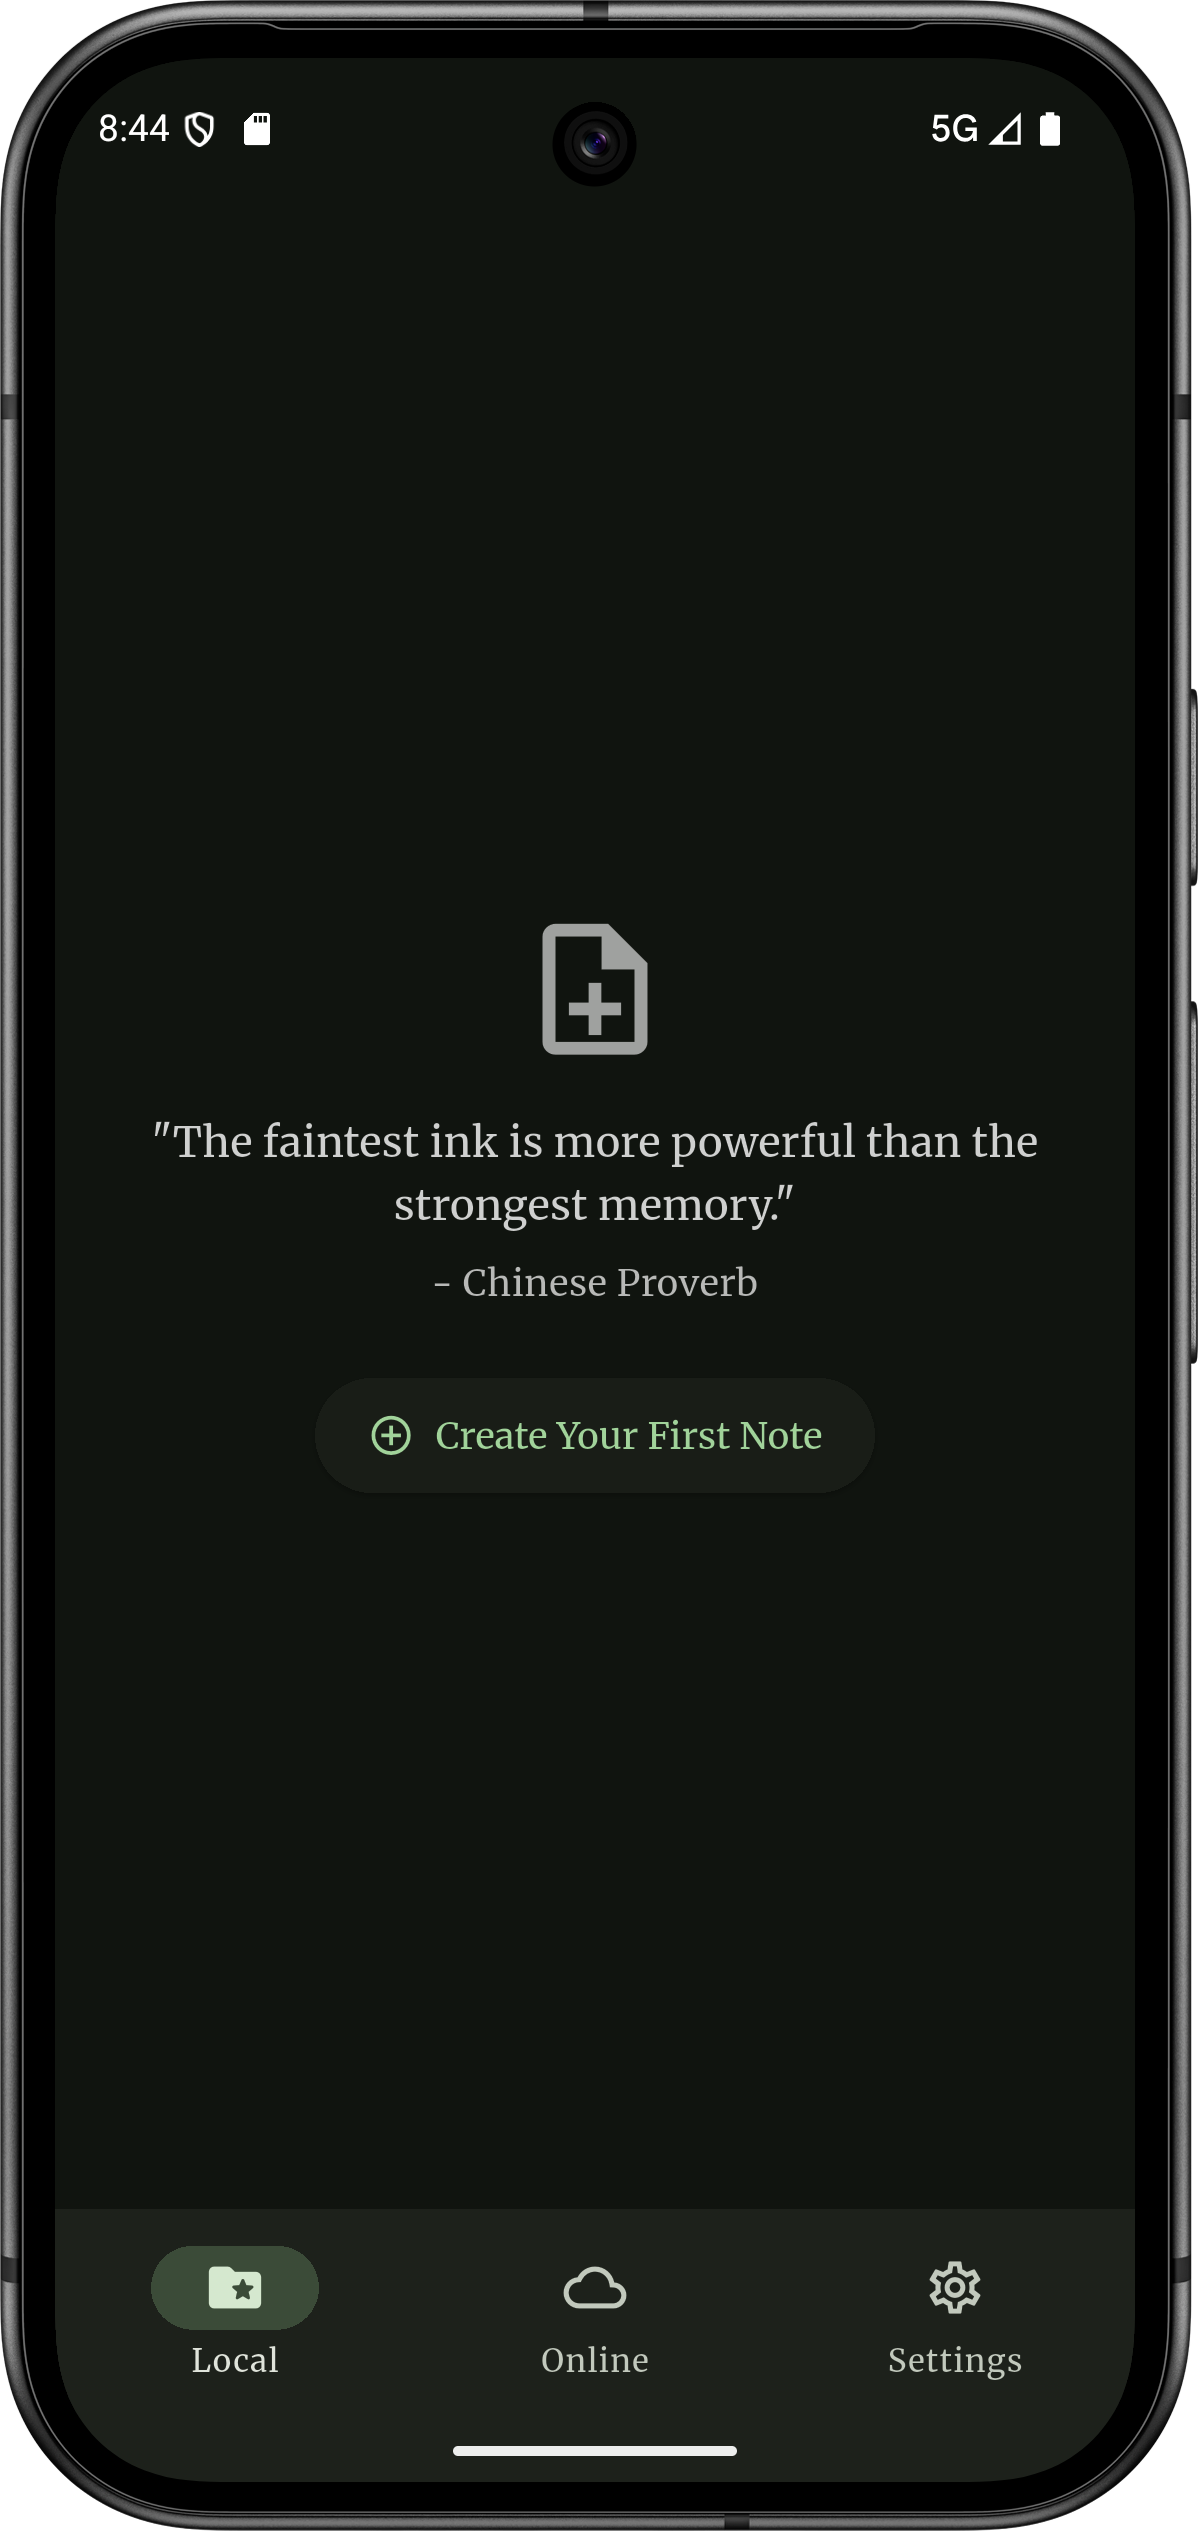 8:44
5G
"The faintest ink is more powerful than the
strongest memory."
- Chinese Proverb
Create Your First Note
Local
Online
Settings